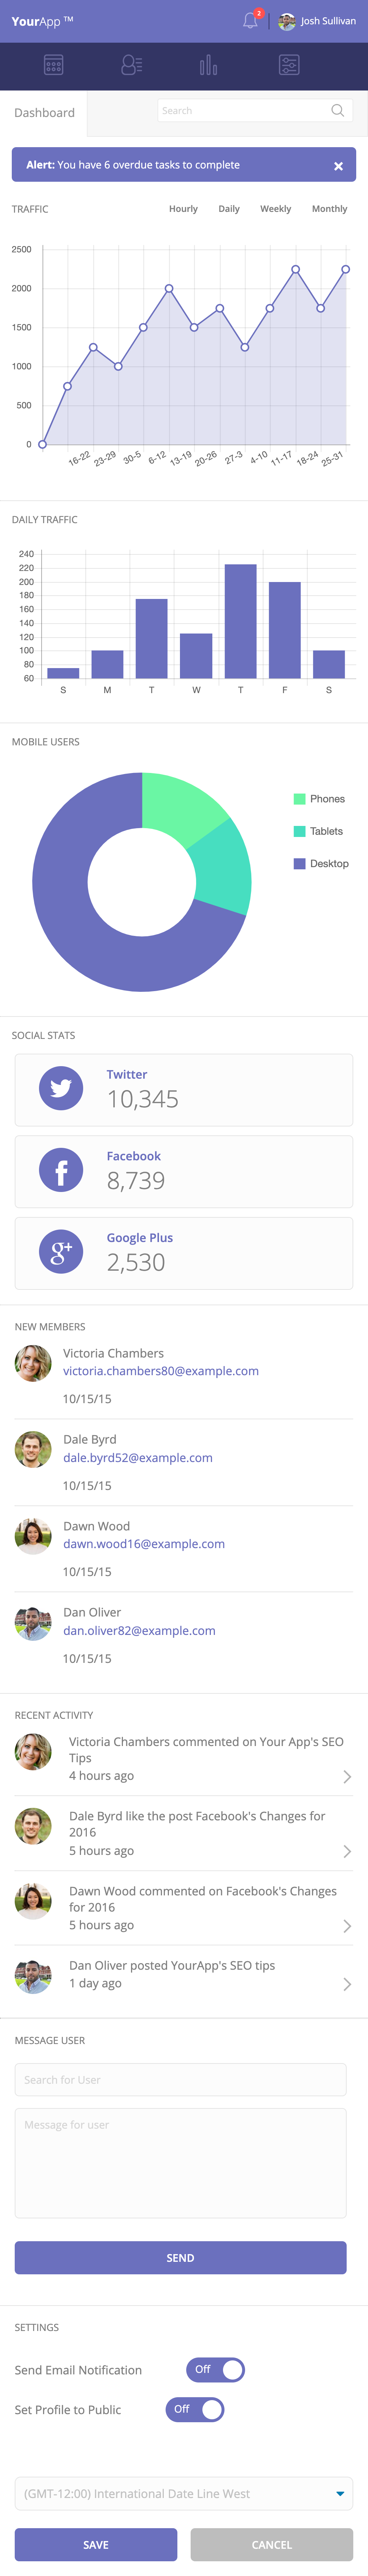 YourApp ™
2
Josh Sullivan
Dashboard
Search
Alert: You have 6 overdue tasks to complete ×
TRAFFIC
Hourly Daily Weekly Monthly
2500
2000
1500
1000
500
0
16-22 23-29 30-5 6-12 13-19 20-26 27-3 4-10 11-17 18-24 25-31
DAILY TRAFFIC
240
220
200
180
160
140
120
100
80
60
S M T W T F S
MOBILE USERS
Phones
Tablets
Desktop
SOCIAL STATS
Twitter
10,345
f
Facebook
8,739
g+
Google Plus
2,530
NEW MEMBERS
Victoria Chambers
victoria.chambers80@example.com
10/15/15
Dale Byrd
dale.byrd52@example.com
10/15/15
Dawn Wood
dawn.wood16@example.com
10/15/15
Dan Oliver
dan.oliver82@example.com
10/15/15
RECENT ACTIVITY
Victoria Chambers commented on Your App's SEO
Tips
4 hours ago
Dale Byrd like the post Facebook's Changes for
2016
5 hours ago
Dawn Wood commented on Facebook's Changes
for 2016
5 hours ago
Dan Oliver posted YourApp's SEO tips
1 day ago
MESSAGE USER
Search for User
Message for user
SEND
SETTINGS
Send Email Notification Off
Set Profile to Public Off
(GMT-12:00) International Date Line West
SAVE CANCEL